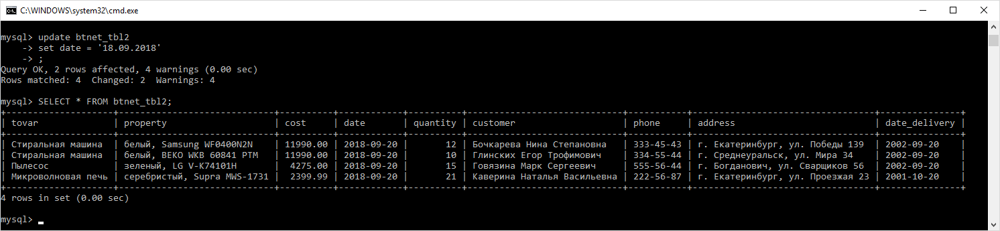 C:\WINDOWS\system32\cmd.exe
mysql> update btnet_tbl2
    -> set date = '18.09.2018'
    -> ;
Query OK, 2 rows affected, 4 warnings (0.00 sec)
Rows matched: 4  Changed: 2  Warnings: 4
mysql> SELECT * FROM btnet_tbl2;
+--------------------+-----------------------------+----------+------------+----------+----------------------------+-----------+---------------------------------+---------------+
| tovar              | property                    | cost     | date       | quantity | customer                   | phone     | address                         | date_delivery |
+--------------------+-----------------------------+----------+------------+----------+----------------------------+-----------+---------------------------------+---------------+
| Стиральная машина  | белый, Samsung WF0400N2N    | 11990.00 | 2018-09-20 |       12 | Бочкарева Нина Степановна  | 333-45-43 | г. Екатеринбург, ул. Победы 139 | 2002-09-20    |
| Стиральная машина  | белый, BEKO WKB 60841 PTM   | 11990.00 | 2018-09-20 |       10 | Глинских Егор Трофимович   | 334-55-44 | г. Среднеуральск, ул. Мира 34   | 2002-09-20    |
| Пылесос            | зеленый, LG V-K74101H       |  4275.00 | 2018-09-20 |       15 | Говязина Марк Сергеевич    | 555-56-44 | г. Богданович, ул. Сварщиков 56 | 2002-09-20    |
| Микроволновая печь | серебристый, Supra MWS-1731 |  2399.99 | 2018-09-20 |       21 | Каверина Наталья Васильевна | 222-56-87 | г. Екатеринбург, ул. Проезжая 23 | 2001-10-20    |
+--------------------+-----------------------------+----------+------------+----------+----------------------------+-----------+---------------------------------+---------------+
4 rows in set (0.00 sec)
mysql>